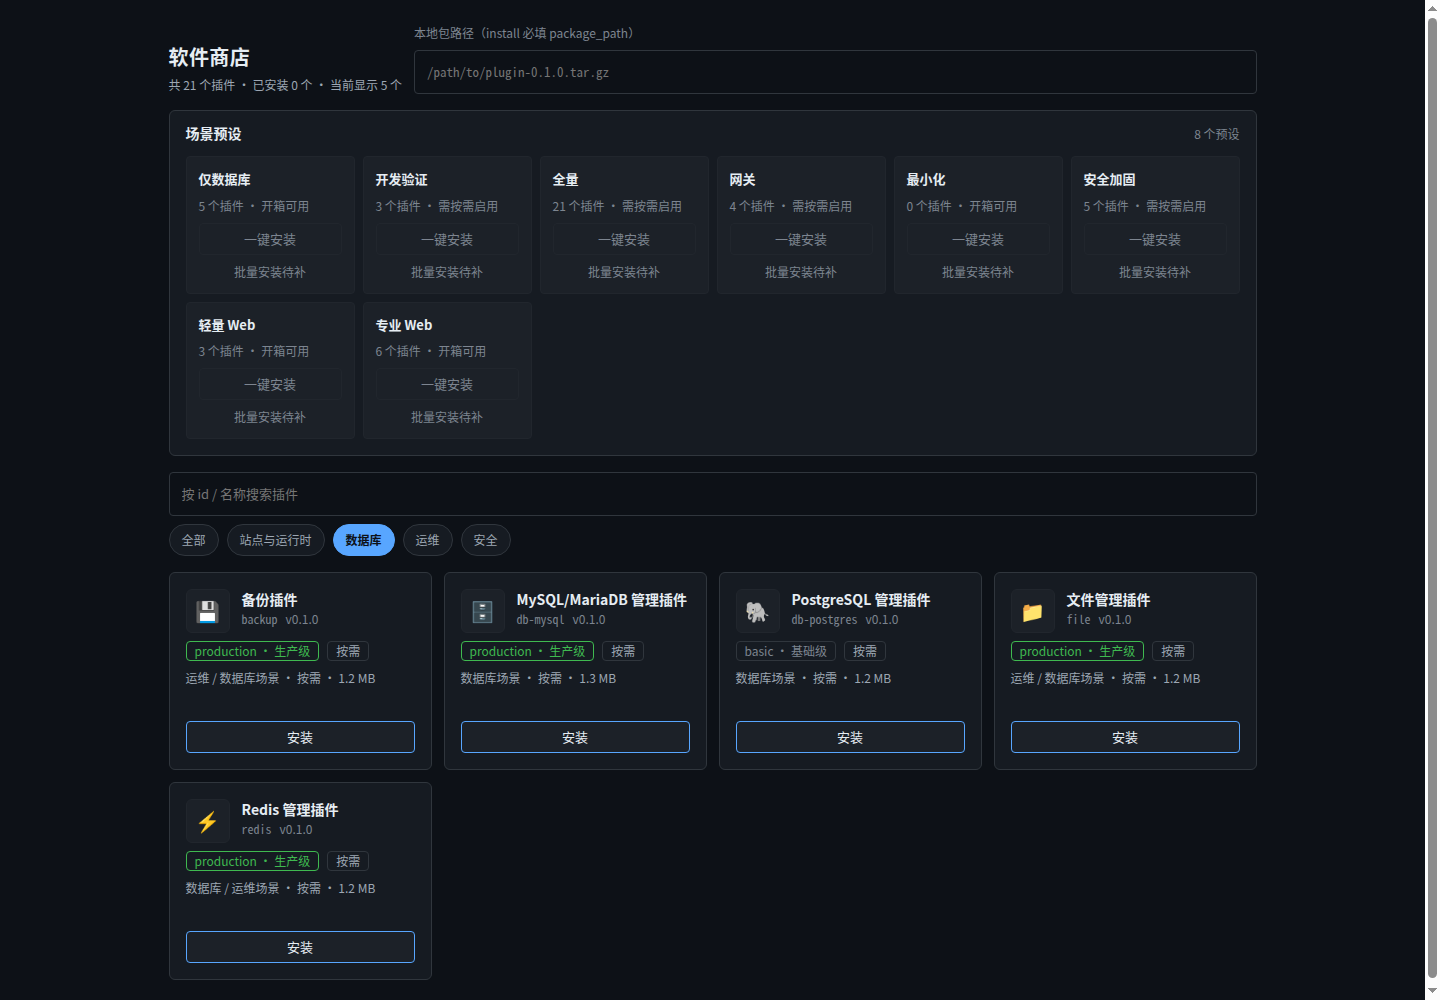 软件商店
共 21 个插件 · 已安装 0 个 · 当前显示 5 个
本地包路径（install 必填 package_path）
/path/to/plugin-0.1.0.tar.gz
场景预设
8 个预设
仅数据库
5 个插件 · 开箱可用
一键安装
批量安装待补
开发验证
3 个插件 · 需按需启用
一键安装
批量安装待补
全量
21 个插件 · 需按需启用
一键安装
批量安装待补
网关
4 个插件 · 需按需启用
一键安装
批量安装待补
最小化
0 个插件 · 开箱可用
一键安装
批量安装待补
安全加固
5 个插件 · 需按需启用
一键安装
批量安装待补
轻量 Web
3 个插件 · 开箱可用
一键安装
批量安装待补
专业 Web
6 个插件 · 开箱可用
一键安装
批量安装待补
按 id / 名称搜索插件
全部
站点与运行时
数据库
运维
安全
备份插件
backup v0.1.0
production · 生产级
按需
运维 / 数据库场景 · 按需 · 1.2 MB
安装
MySQL/MariaDB 管理插件
db-mysql v0.1.0
production · 生产级
按需
数据库场景 · 按需 · 1.3 MB
安装
PostgreSQL 管理插件
db-postgres v0.1.0
basic · 基础级
按需
数据库场景 · 按需 · 1.2 MB
安装
文件管理插件
file v0.1.0
production · 生产级
按需
运维 / 数据库场景 · 按需 · 1.2 MB
安装
Redis 管理插件
redis v0.1.0
production · 生产级
按需
数据库 / 运维场景 · 按需 · 1.2 MB
安装